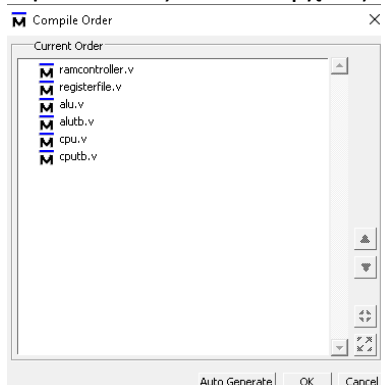 Compile Order
Current Order
ramcontroller.v
registerfile.v
alu.v
alutb.v
cpu.v
cputb.v
Auto Generate
OK
Cancel